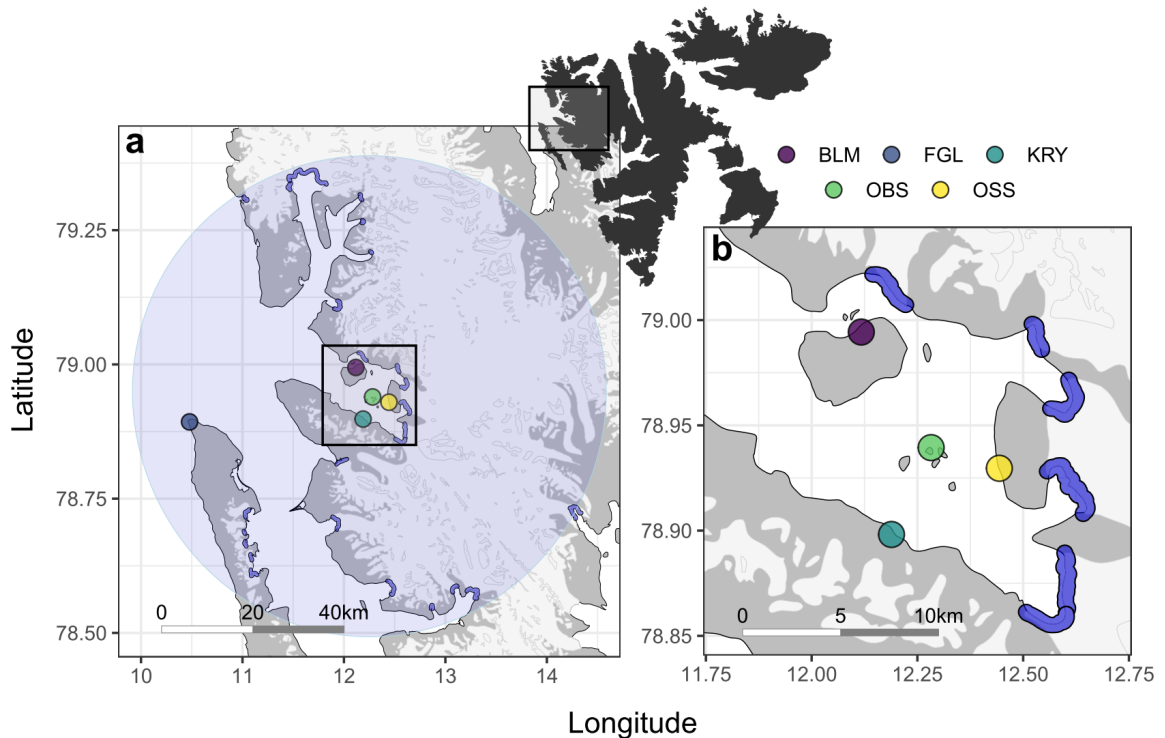 a
BLM FGL KRY
OBS OSS
b
Latitude
79.25
79.00
78.75
78.50
0 20 40km
10 11 12 13 14
79.00
78.95
78.90
78.85
0 5 10km
11.75 12.00 12.25 12.50 12.75
Longitude